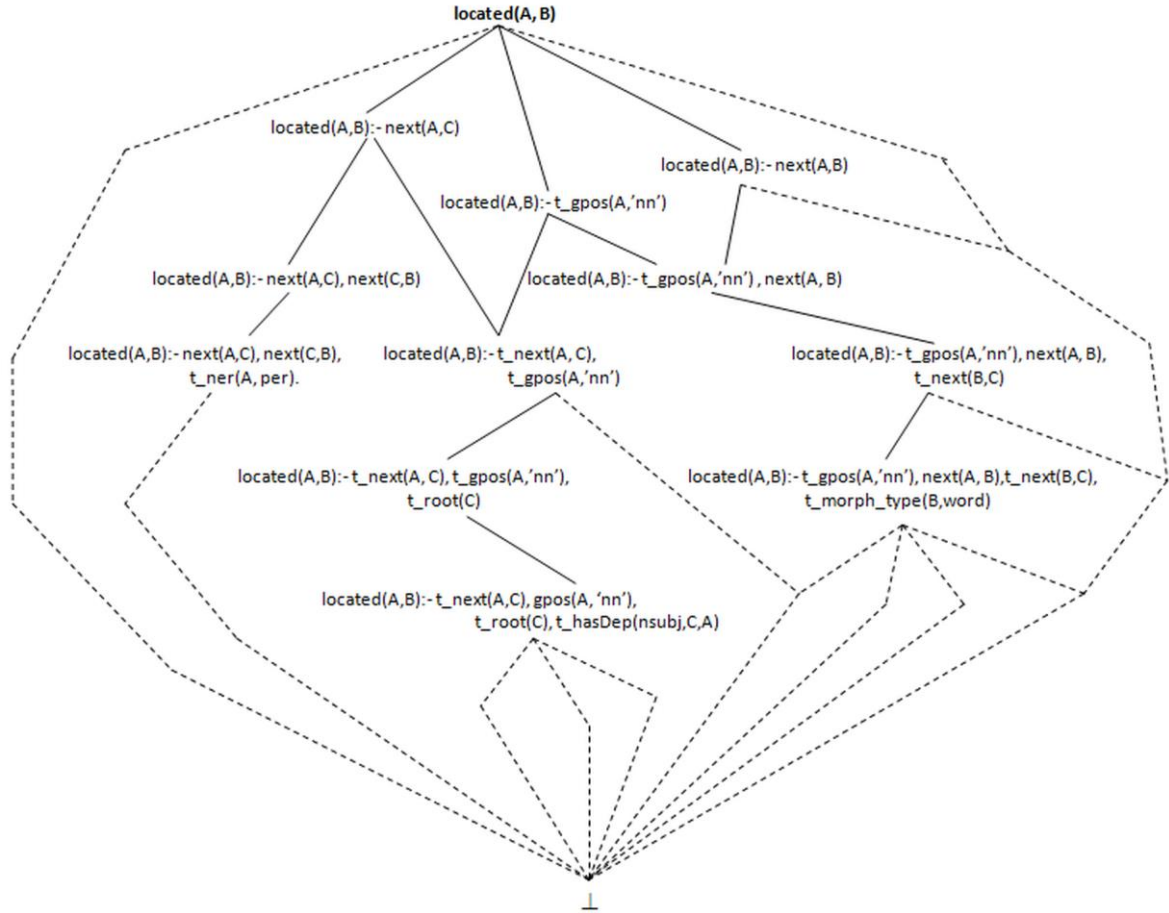 located(A, B)
located(A,B):- next(A,C)
located(A,B):- next(A,B)
located(A,B):- t_gpos(A,’nn’)
located(A,B):- next(A,C), next(C,B)
located(A,B):- t_gpos(A,’nn’) , next(A, B)
located(A,B):- next(A,C), next(C,B),
t_ner(A, per).
located(A,B):- t_next(A, C),
t_gpos(A,’nn’)
located(A,B):- t_gpos(A,’nn’), next(A, B),
t_next(B,C)
located(A,B):- t_next(A, C), t_gpos(A,’nn’),
t_root(C)
located(A,B):- t_gpos(A,’nn’), next(A, B),t_next(B,C),
t_morph_type(B,word)
located(A,B):- t_next(A,C), gpos(A, ‘nn’),
t_root(C), t_hasDep(nsubj,C,A)
⊥